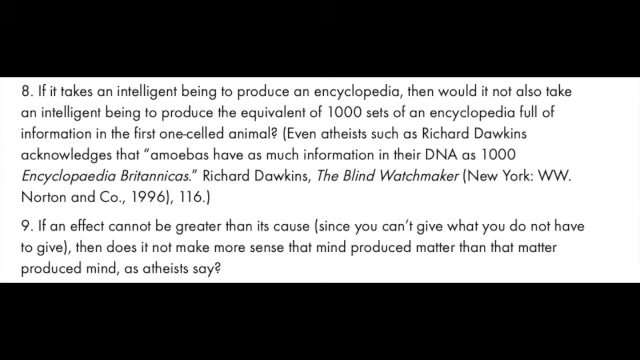 8. If it takes an intelligent being to produce an encyclopedia, then would it not also take
an intelligent being to produce the equivalent of 1000 sets of an encyclopedia full of
information in the first one-celled animal? (Even atheists such as Richard Dawkins
acknowledges that “amoebas have as much information in their DNA as 1000
Encyclopaedia Britannicas.” Richard Dawkins, The Blind Watchmaker (New York: WW.
Norton and Co., 1996), 116.)
9. If an effect cannot be greater than its cause (since you can’t give what you do not have
to give), then does it not make more sense that mind produced matter than that matter
produced mind, as atheists say?